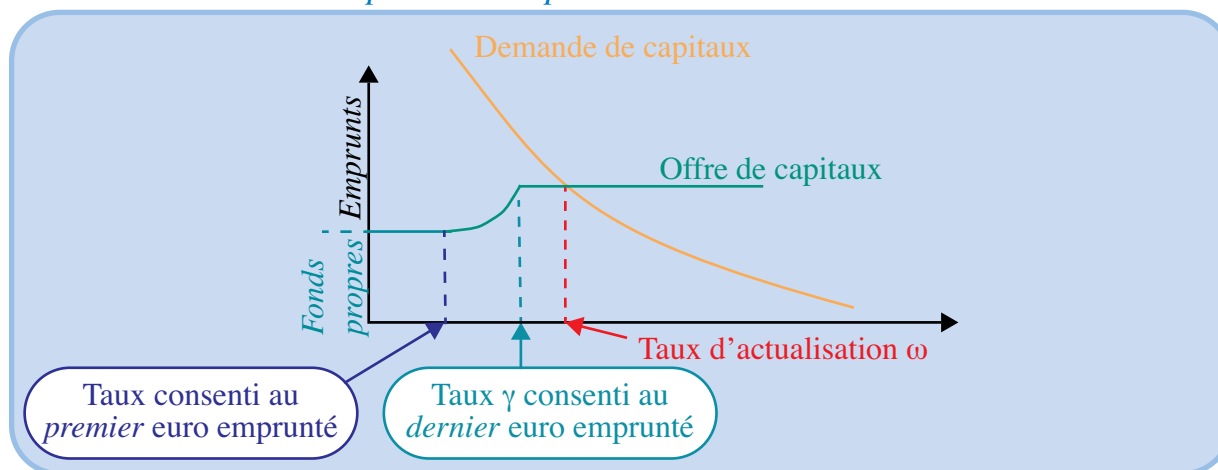 Demande de capitaux
Emprunts
Offre de capitaux
Fonds
propres
Taux d'actualisation ω
Taux consenti au
premier euro emprunté
Taux γ consenti au
dernier euro emprunté